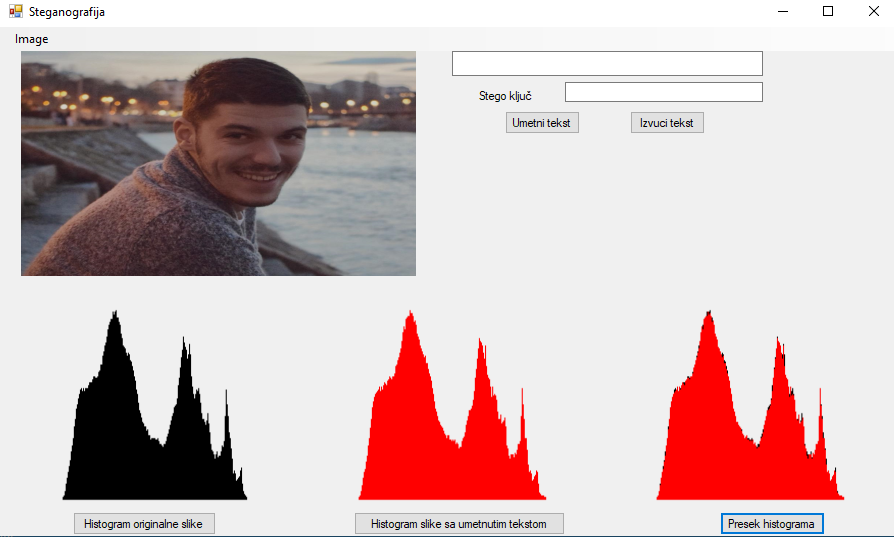 Steganografija
Image
Stego ključ
Umetni tekst
Izvuci tekst
Histogram originalne slike
Histogram slike sa umetnutim tekstom
Presek histograma